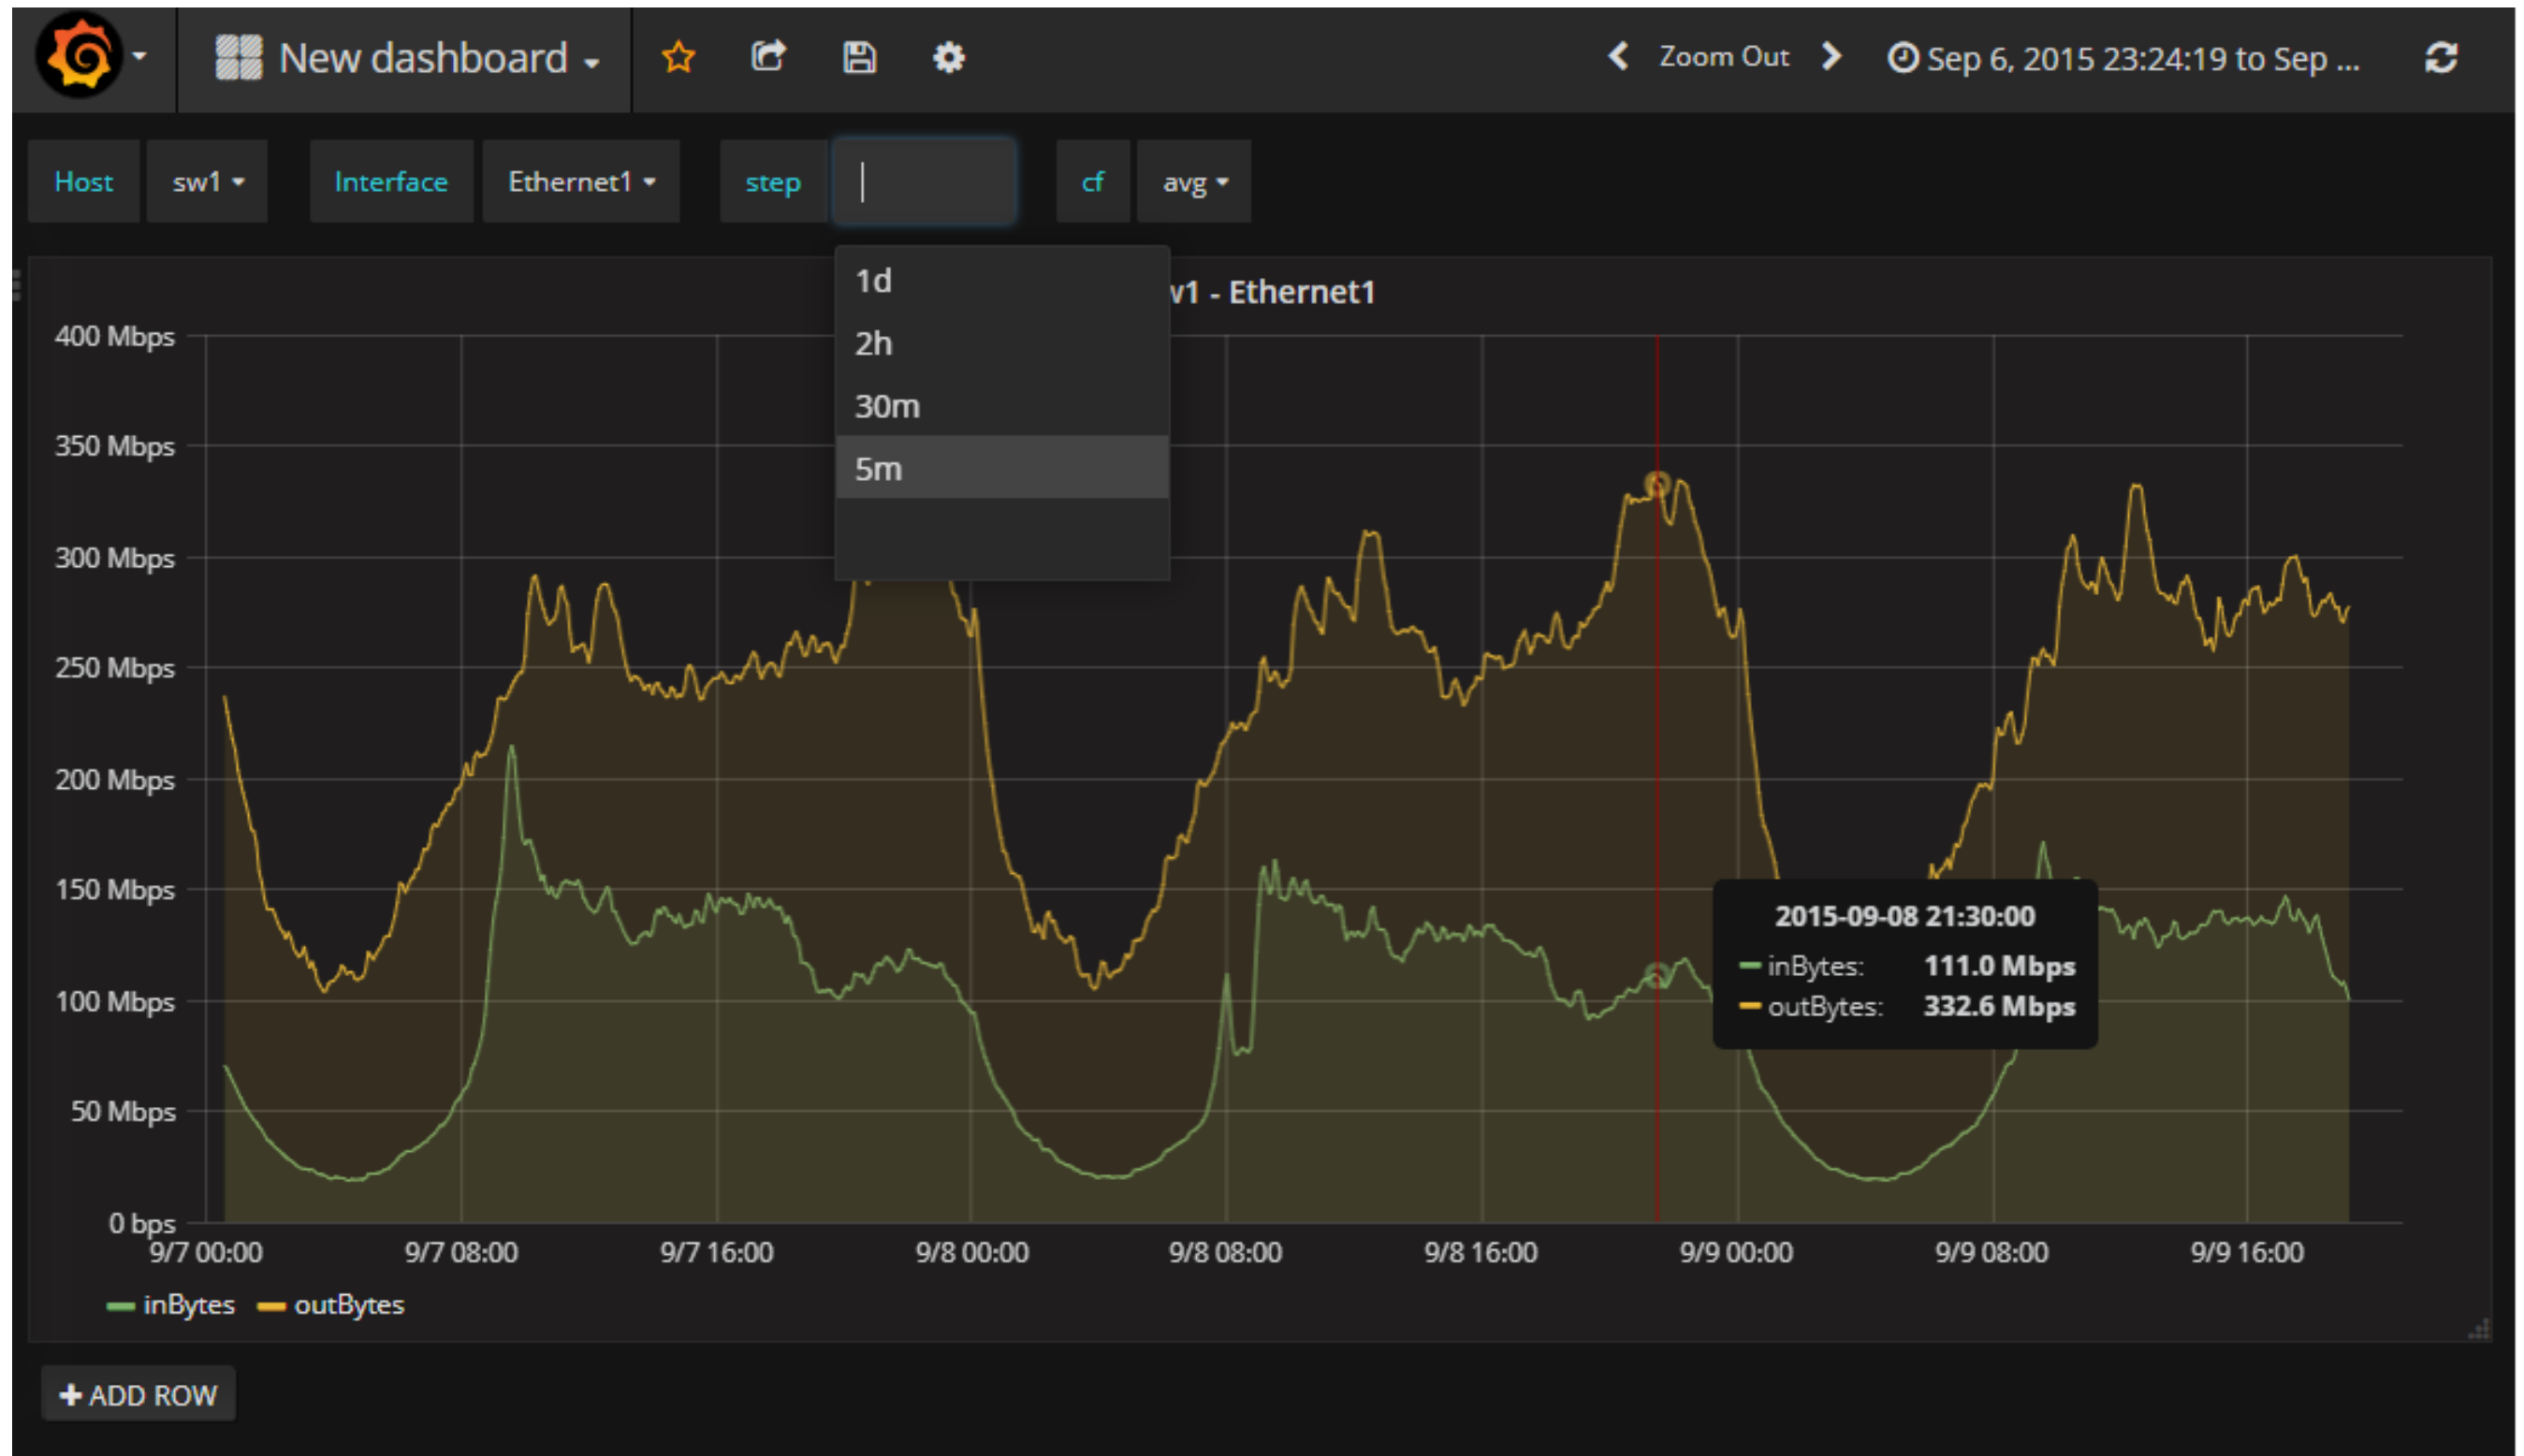 New dashboard
Zoom Out
Sep 6, 2015 23:24:19 to Sep ...
Host sw1 Interface Ethernet1 step cf avg
1d
2h
30m
5m
- Ethernet1
400 Mbps
350 Mbps
300 Mbps
250 Mbps
200 Mbps
150 Mbps
100 Mbps
50 Mbps
0 bps
2015-09-08 21:30:00
inBytes: 111.0 Mbps
outBytes: 332.6 Mbps
9/7 00:00 9/7 08:00 9/7 16:00 9/8 00:00 9/8 08:00 9/8 16:00 9/9 00:00 9/9 08:00 9/9 16:00
inBytes outBytes
+ ADD ROW